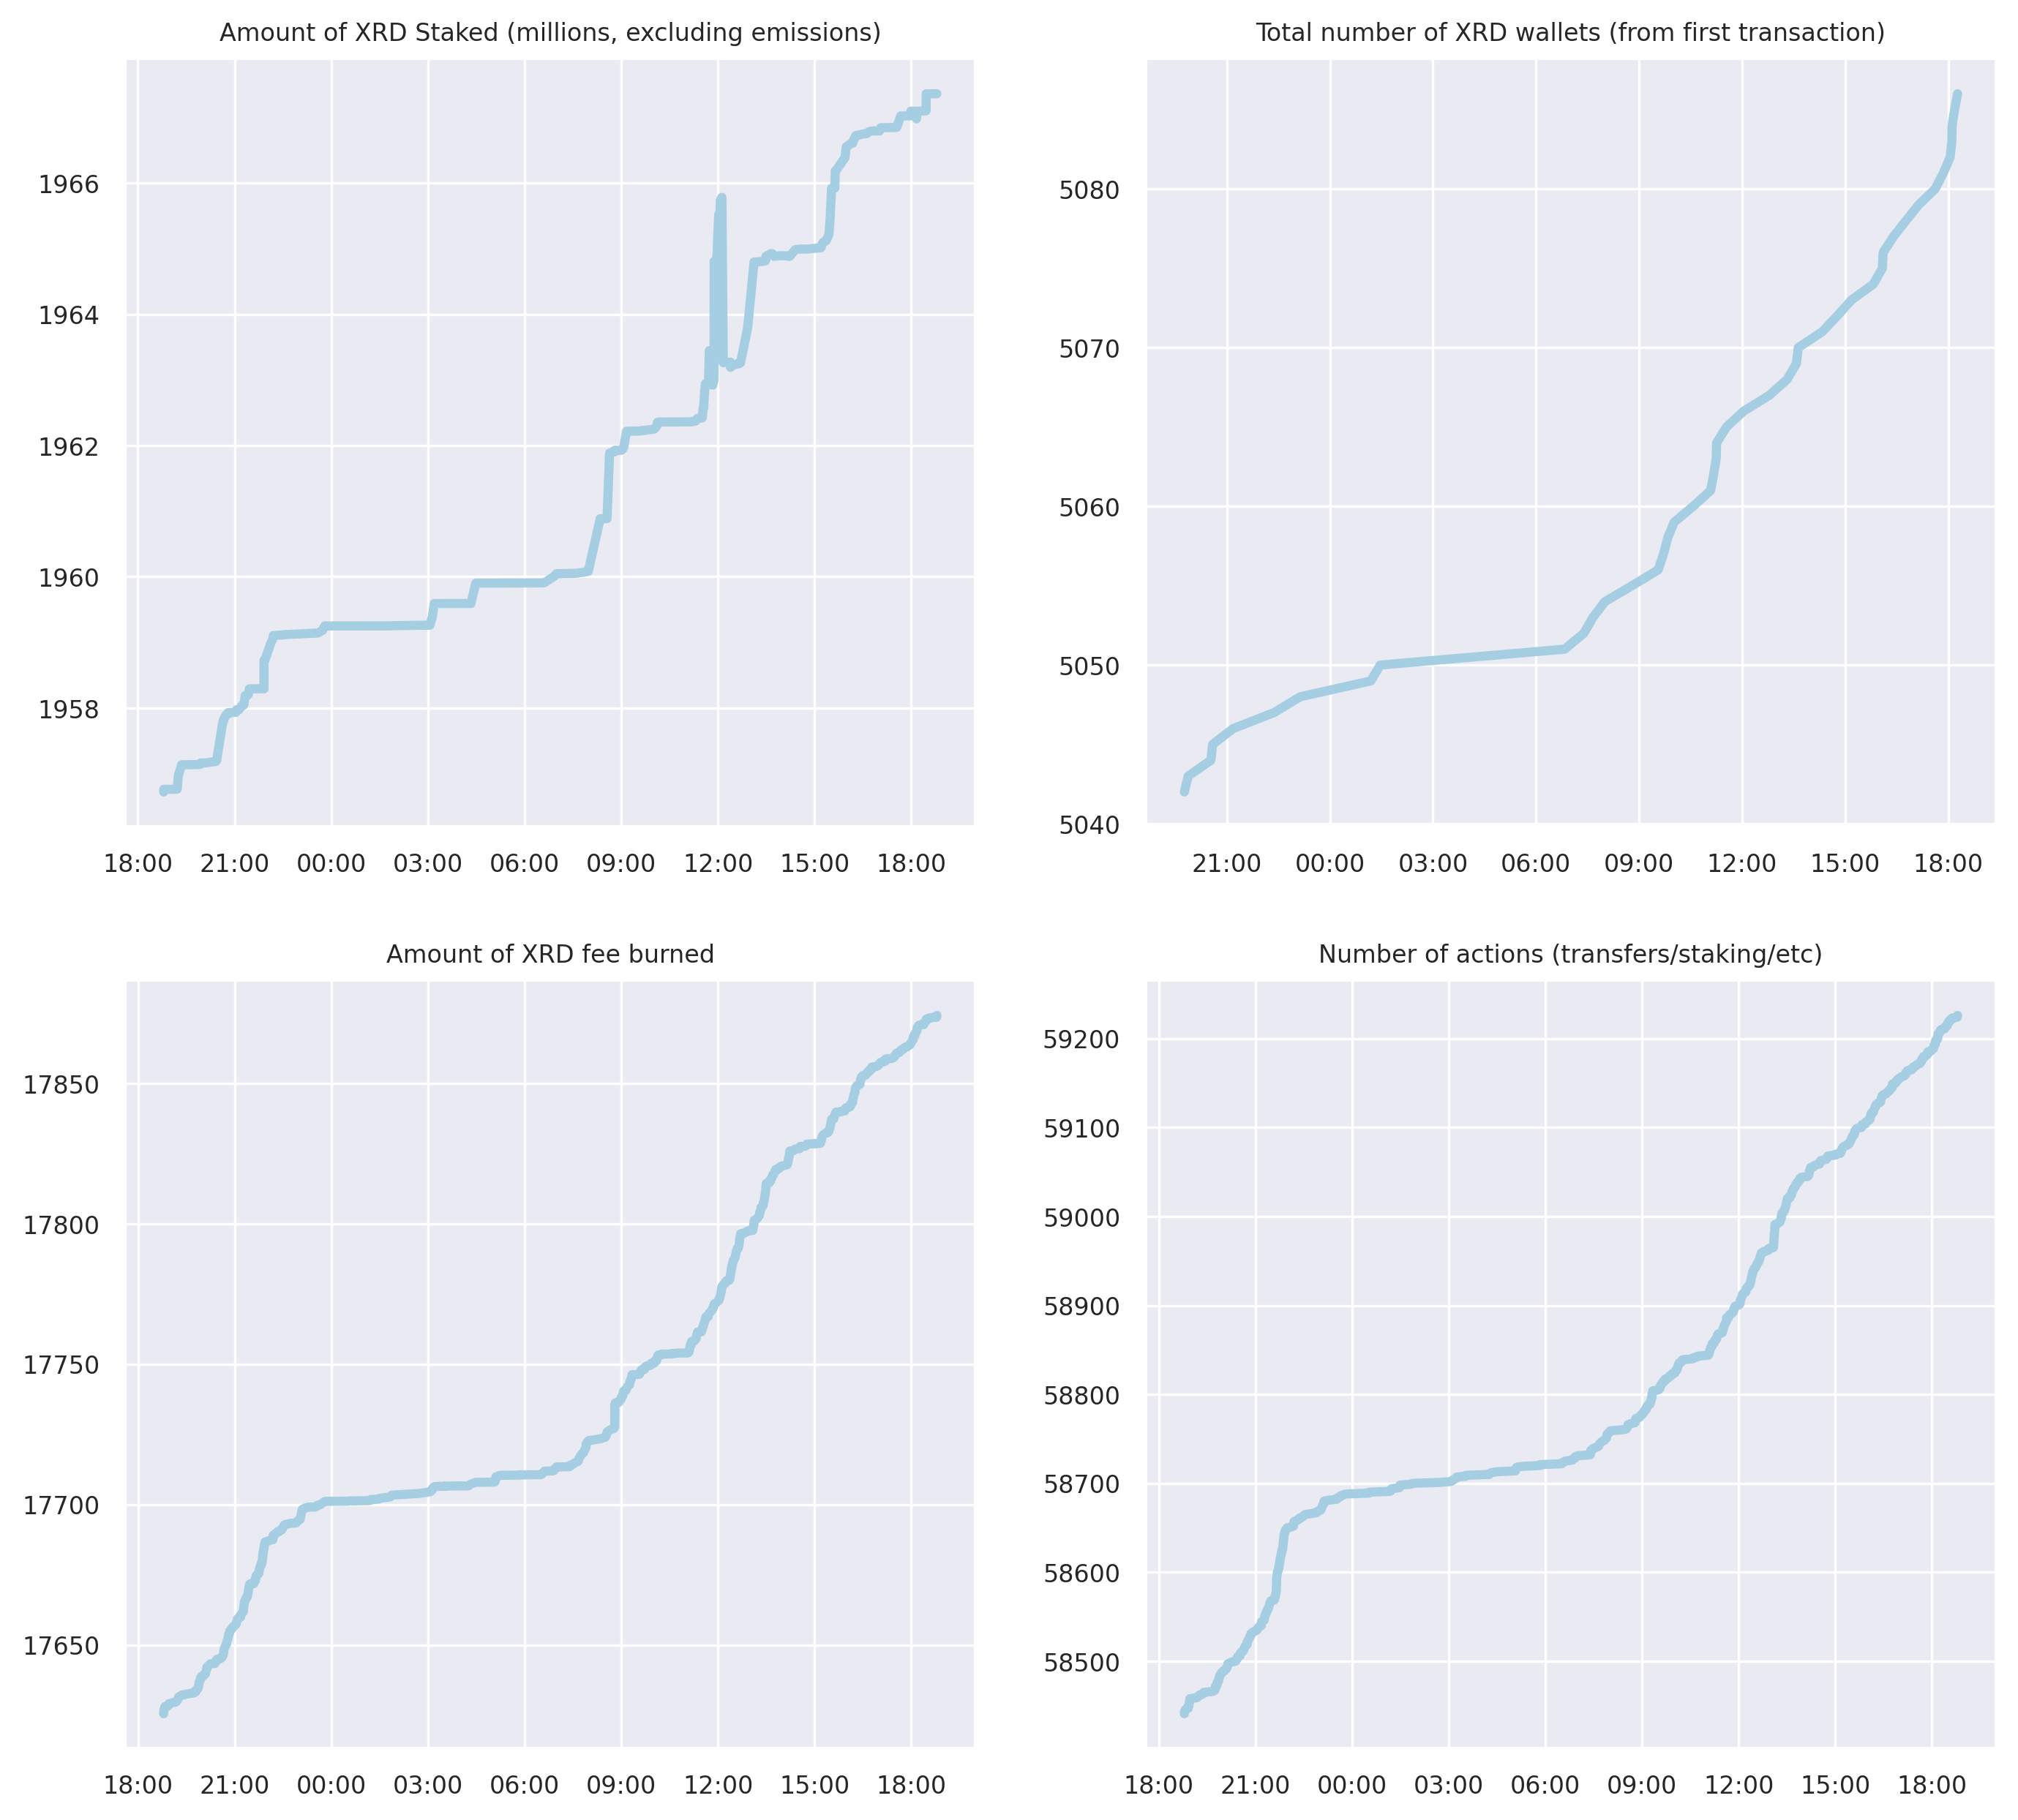 Amount of XRD Staked (millions, excluding emissions)
1966
1964
1962
1960
1958
18:00 21:00 00:00 03:00 06:00 09:00 12:00 15:00 18:00
Total number of XRD wallets (from first transaction)
5080
5070
5060
5050
5040
21:00 00:00 03:00 06:00 09:00 12:00 15:00 18:00
Amount of XRD fee burned
17850
17800
17750
17700
17650
18:00 21:00 00:00 03:00 06:00 09:00 12:00 15:00 18:00
Number of actions (transfers/staking/etc)
59200
59100
59000
58900
58800
58700
58600
58500
18:00 21:00 00:00 03:00 06:00 09:00 12:00 15:00 18:00